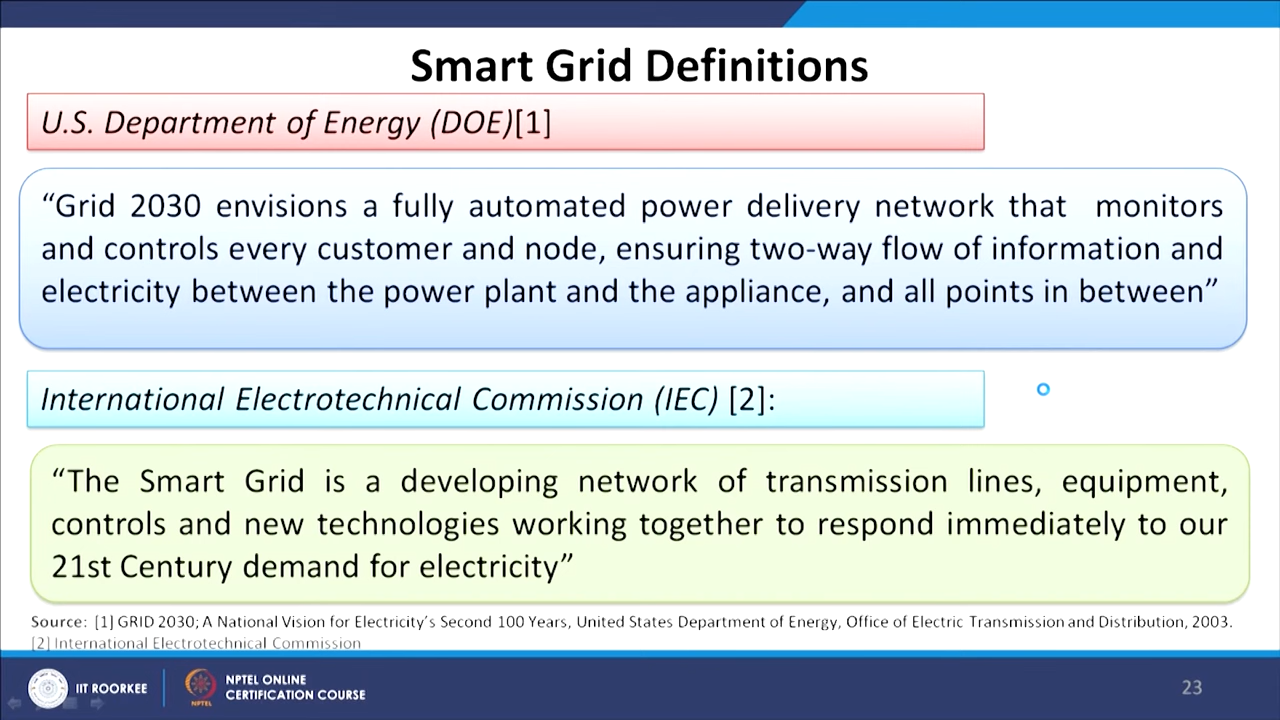 Smart Grid Definitions
U.S. Department of Energy (DOE)[1]
“Grid 2030 envisions a fully automated power delivery network that monitors
and controls every customer and node, ensuring two-way flow of information and
electricity between the power plant and the appliance, and all points in between”
International Electrotechnical Commission (IEC) [2]:
“The Smart Grid is a developing network of transmission lines, equipment,
controls and new technologies working together to respond immediately to our
21st Century demand for electricity”
Source: [1] GRID 2030; A National Vision for Electricity’s Second 100 Years, United States Department of Energy, Office of Electric Transmission and Distribution, 2003.
[2] International Electrotechnical Commission
IIT ROORKEE
NPTEL
NPTEL ONLINE
CERTIFICATION COURSE
23